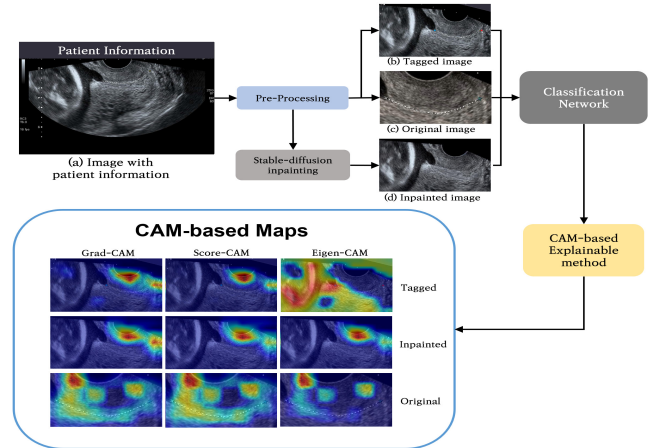 Patient Information
(a) Image with
patient information
Pre-Processing
Stable-diffusion
inpainting
(b) Tagged image
(c) Original image
(d) Inpainted image
Classification
Network
CAM-based
Explainable
method
CAM-based Maps
Grad-CAM
Score-CAM
Eigen-CAM
Tagged
Inpainted
Original